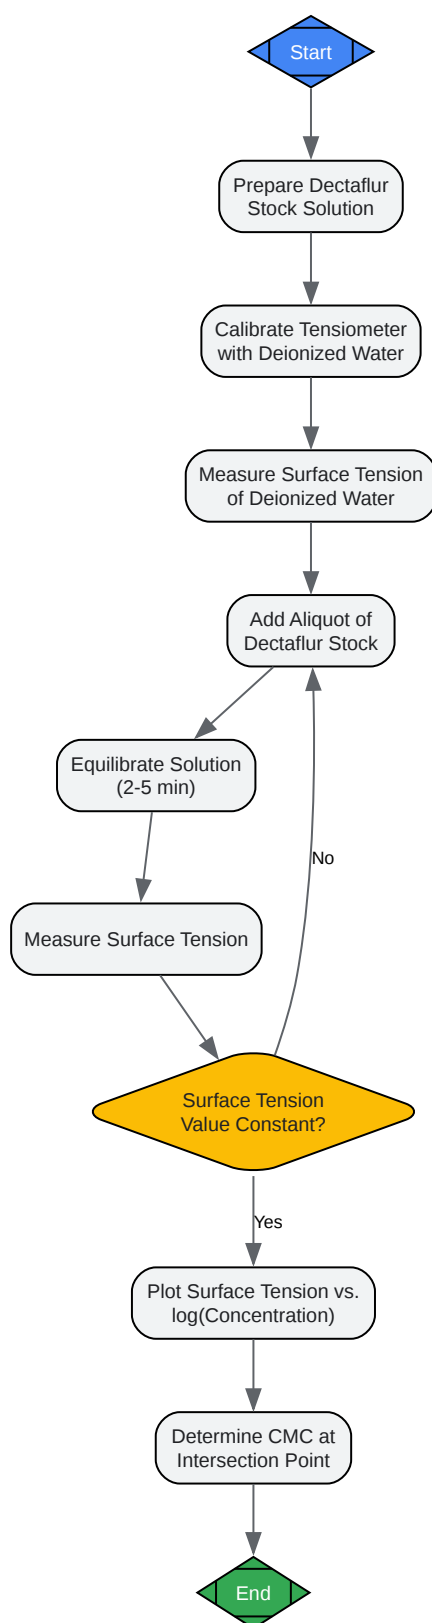 Start
Prepare Dectaflur
Stock Solution
Calibrate Tensiometer
with Deionized Water
Measure Surface Tension
of Deionized Water
Add Aliquot of
Dectaflur Stock
Equilibrate Solution
(2-5 min)
No
Measure Surface Tension
Surface Tension
Value Constant?
Yes
Plot Surface Tension vs.
log(Concentration)
Determine CMC at
Intersection Point
End